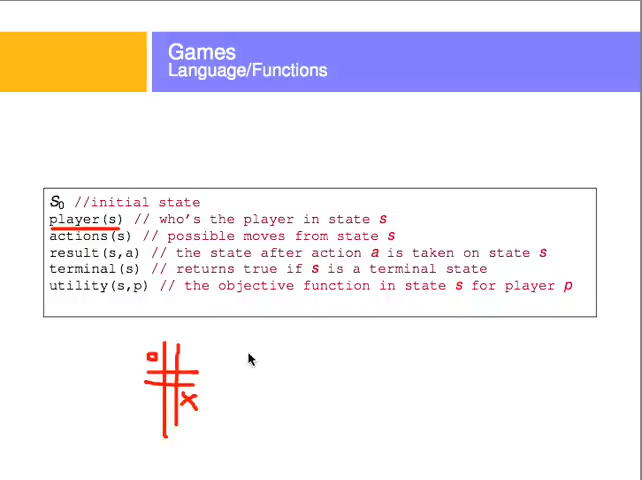 Games
Language/Functions
S0 //initial state
player(s) // who's the player in state s
actions(s) // possible moves from state s
result(s,a) // the state after action a is taken on state s
terminal(s) // returns true if s is a terminal state
utility(s,p) // the objective function in state s for player p
o
x